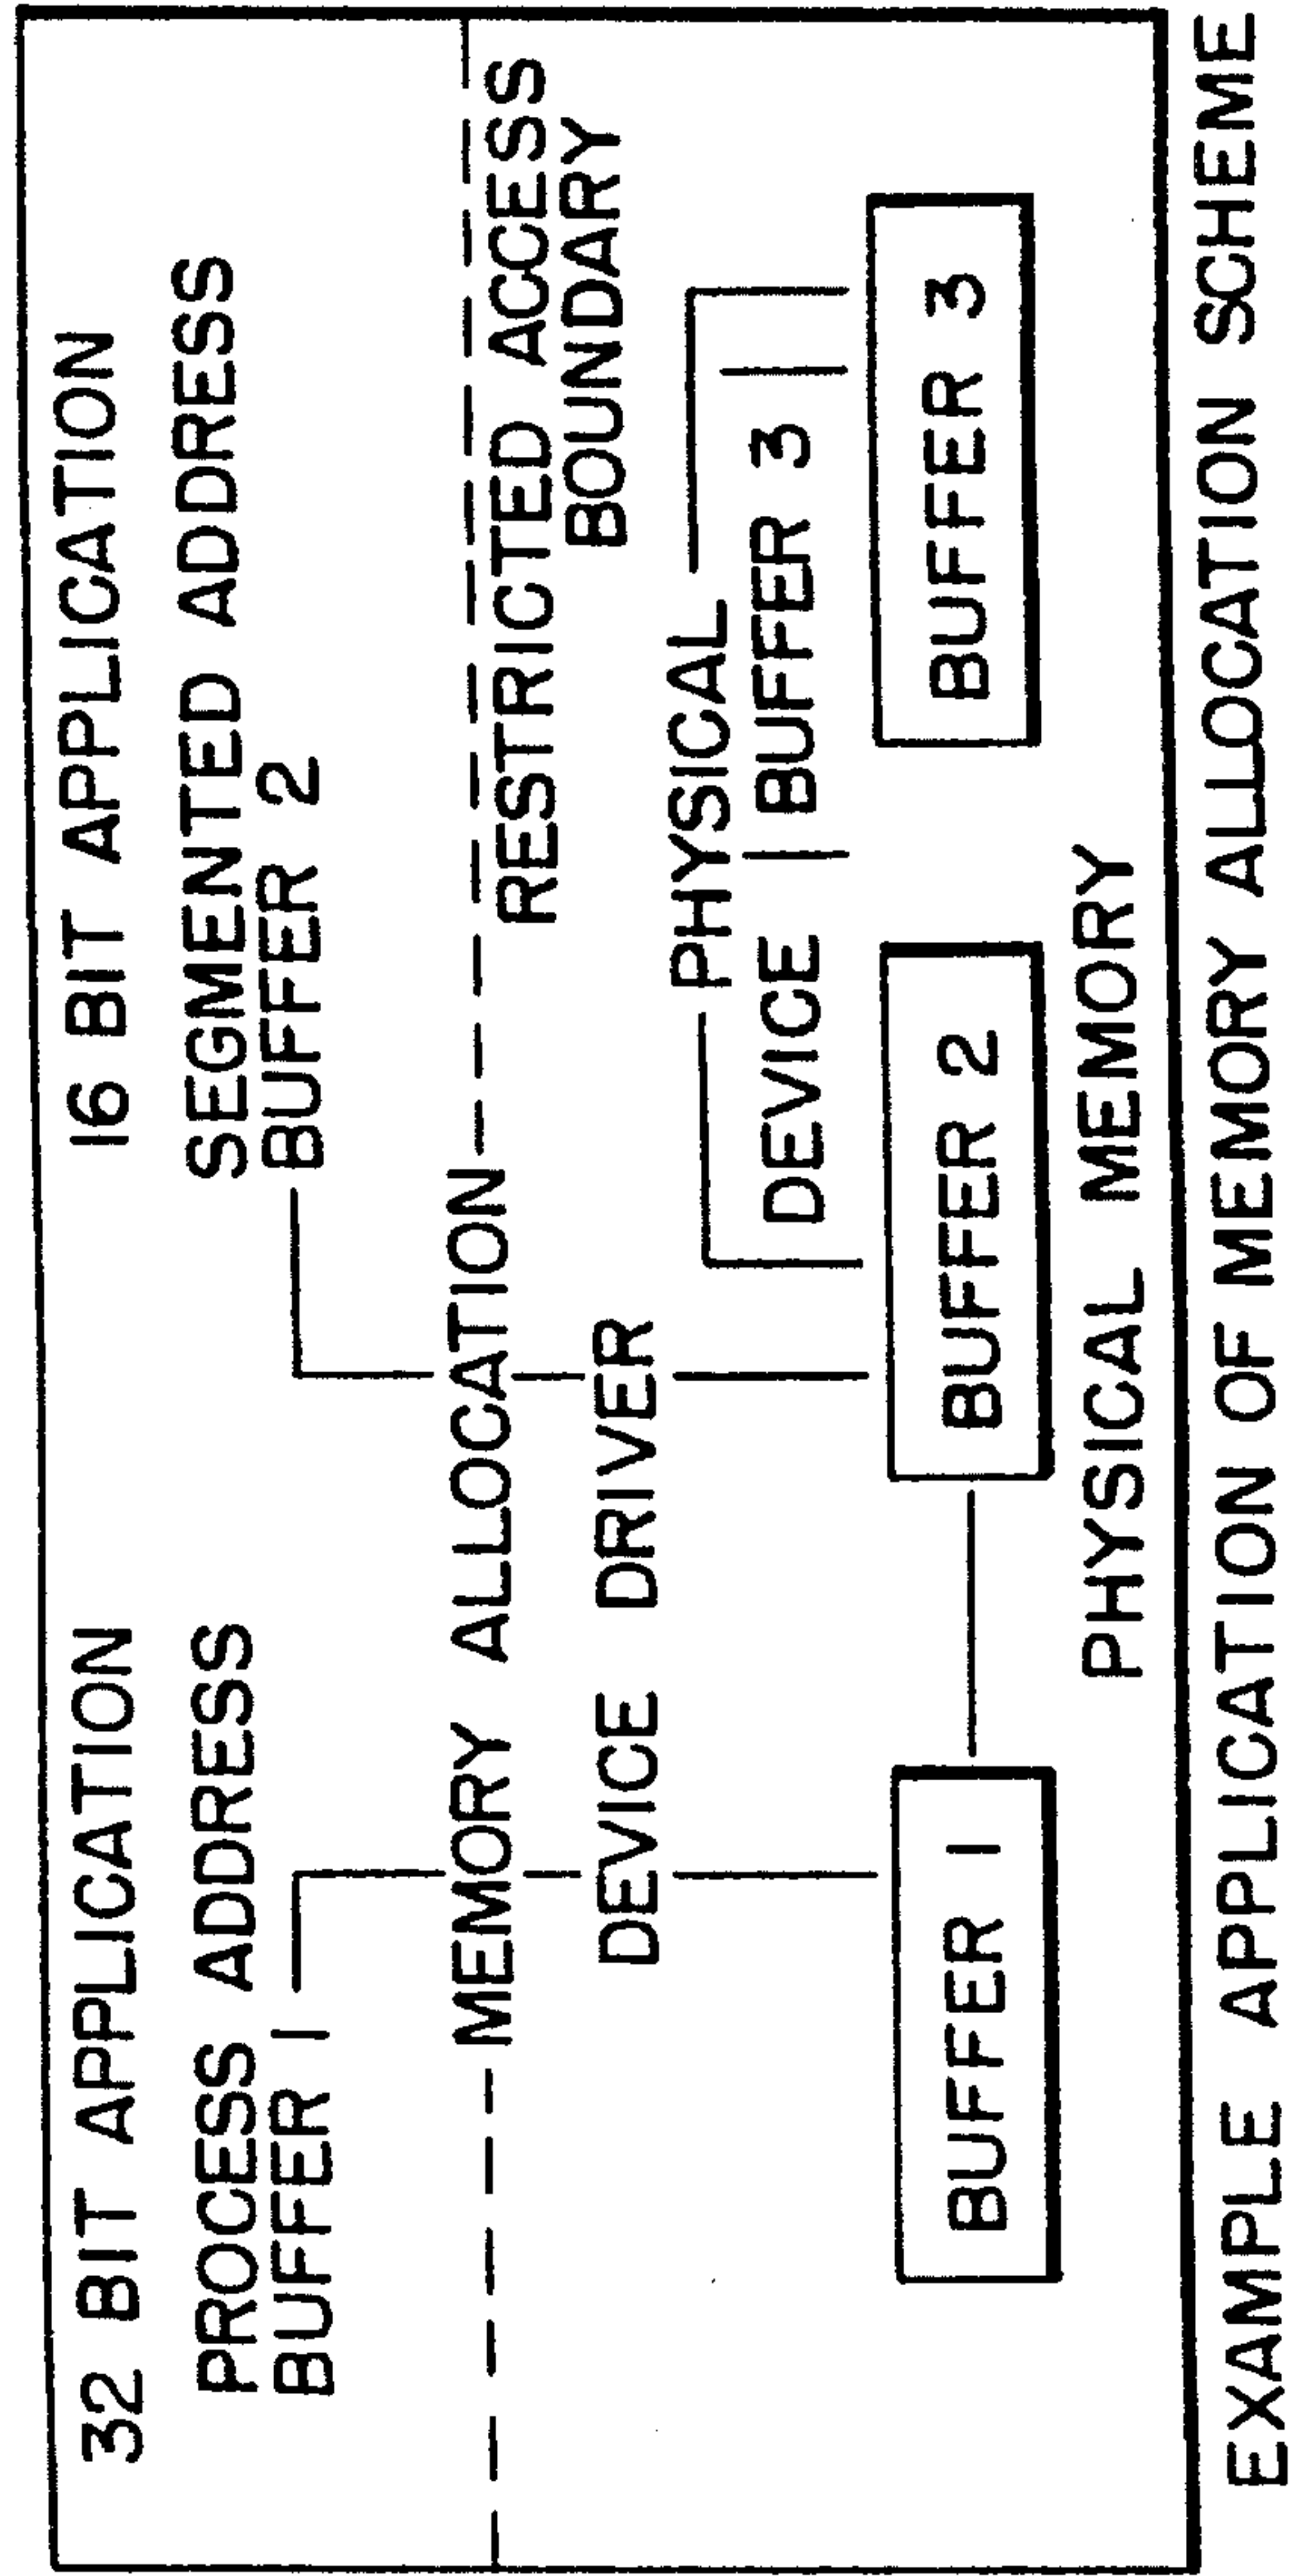 32 BIT APPLICATION
16 BIT APPLICATION
PROCESS ADDRESS
BUFFER 1
SEGMENTED ADDRESS
BUFFER 2
MEMORY ALLOCATION
DEVICE DRIVER
RESTRICTED ACCESS
BOUNDARY
PHYSICAL
DEVICE | BUFFER 3 |
BUFFER 1
BUFFER 2
BUFFER 3
PHYSICAL MEMORY
EXAMPLE APPLICATION OF MEMORY ALLOCATION SCHEME